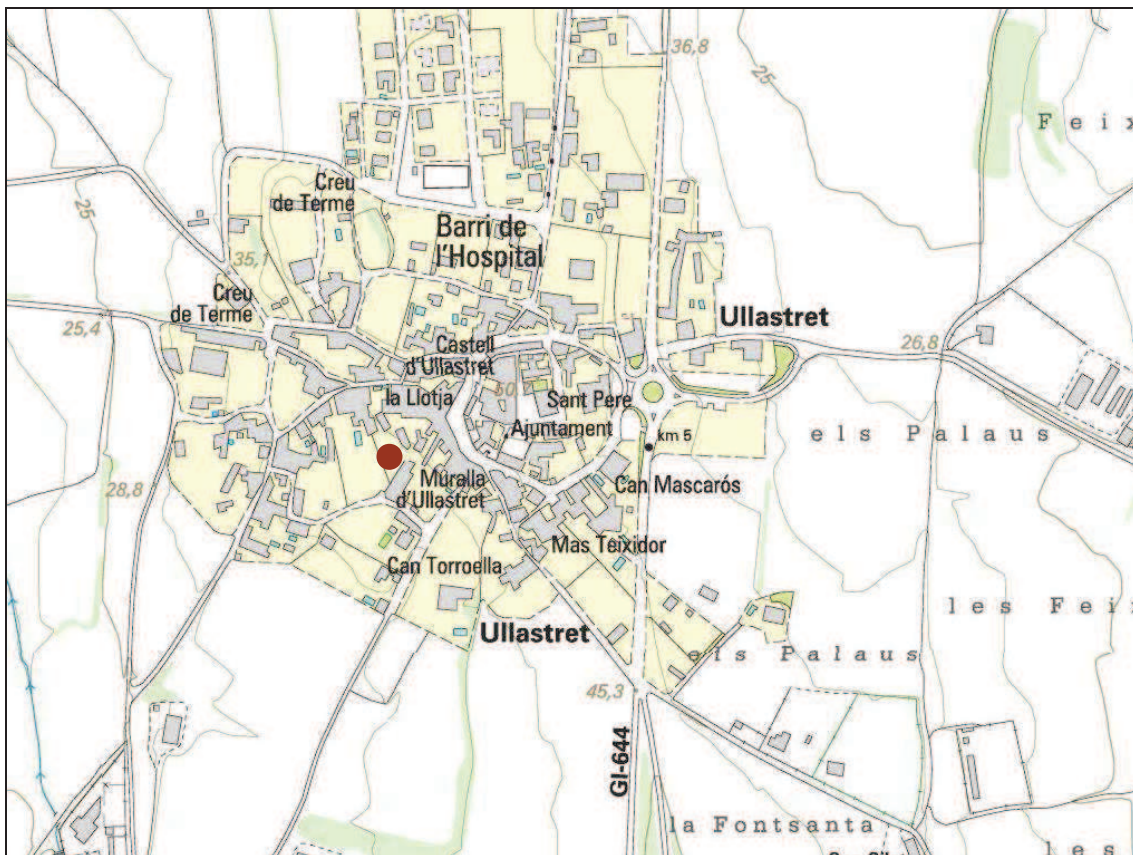 36,8
25
Feix
Creu
de Terme
25
Barri de
l'Hospital
35,1
Creu
de Terme
25,4
Ullastret
26,8
Castell
d'Ullastret
la Llotja
Sant Pere
Ajuntament
km 5
els Palaus
28,8
Muralla
d'Ullastret
Can Mascarós
Mas Teixidor
Can Torroella
les Feix
Ullastret
els Palaus
45,3
GI-644
la Fontsanta
les